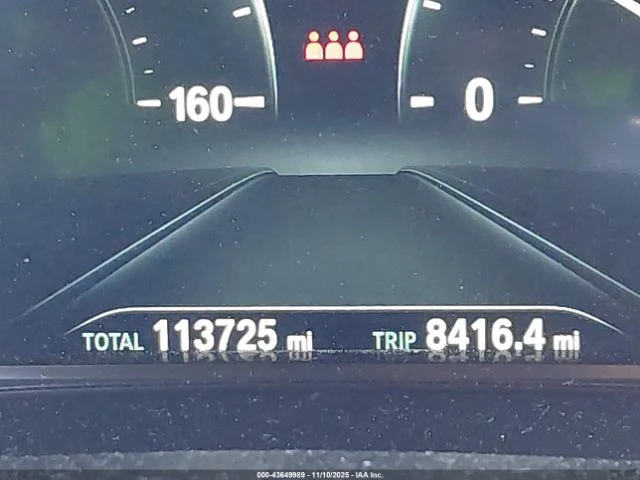 160 0
TOTAL 113725 mi TRIP 8416.4 mi
000-43649989 - 11/10/2025 - IAA Inc.